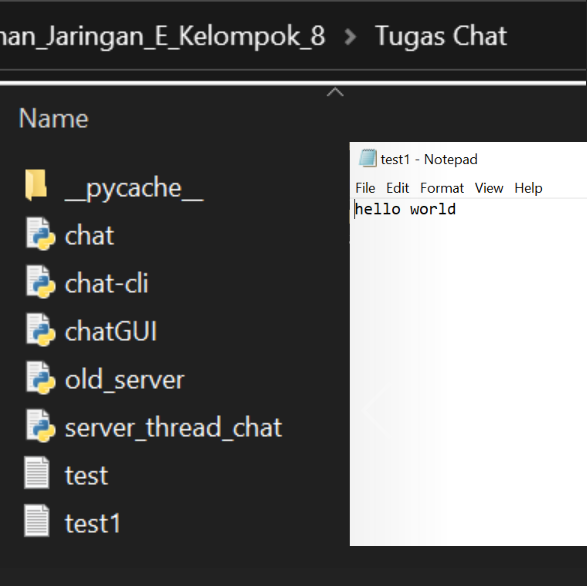 nan_Jaringan_E_Kelompok_8 > Tugas Chat
Name
__pycache__
chat
chat-cli
chatGUI
old_server
server_thread_chat
test
test1
test1 - Notepad
File Edit Format View Help
hello world